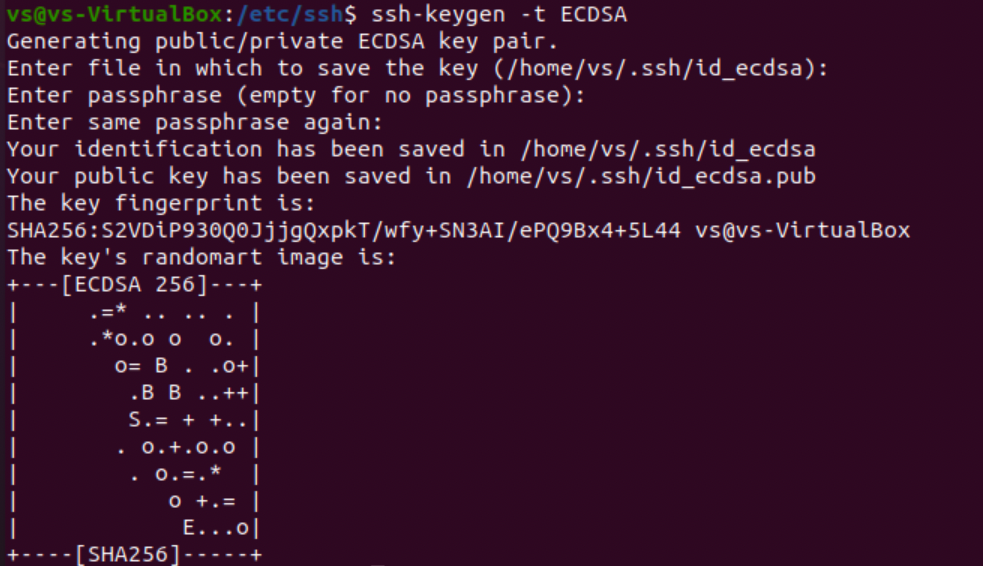 vs@vs-VirtualBox:/etc/ssh$ ssh-keygen -t ECDSA
Generating public/private ECDSA key pair.
Enter file in which to save the key (/home/vs/.ssh/id_ecdsa):
Enter passphrase (empty for no passphrase):
Enter same passphrase again:
Your identification has been saved in /home/vs/.ssh/id_ecdsa
Your public key has been saved in /home/vs/.ssh/id_ecdsa.pub
The key fingerprint is:
SHA256:S2VDiP930Q0JjjgQxpkT/wfy+SN3AI/ePQ9Bx4+5L44 vs@vs-VirtualBox
The key's randomart image is:
+---[ECDSA 256]---+
|     .=* .. .. . |
|     .*o.o o  o. |
|       o= B . .o+|
|        .B B ..++|
|        S.= + +..|
|       . o.+.o.o |
|        . o.=.*  |
|           o +.= |
|            E...o|
+----[SHA256]-----+